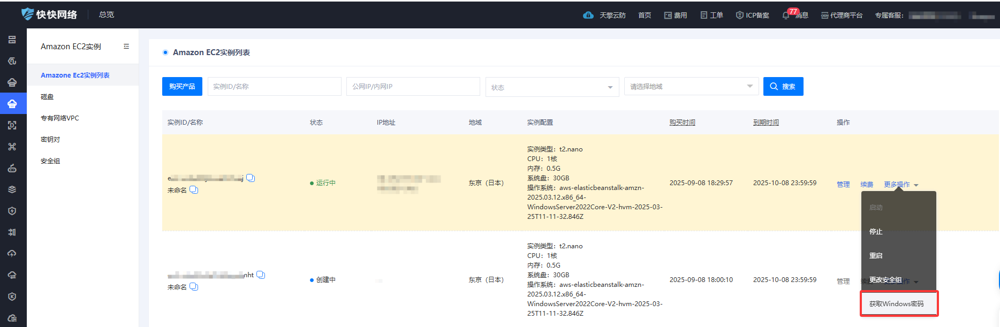 快快网络
总览
天擎云防
首页
费用
工单
ICP备案
77
消息
代理商平台
专属客服:
Amazon EC2实例
Amazone Ec2实例列表
磁盘
专有网络VPC
密钥对
安全组
Amazon EC2实例列表
购买产品
实例ID/名称
公网IP/内网IP
状态
请选择地域
搜索
实例ID/名称 状态 IP地址 地域 实例配置 购买时间 到期时间 操作
实例类型：t2.nano
CPU：1核
内存：0.5G
系统盘：30GB
操作系统：aws-elasticbeanstalk-amzn-
2025.03.12.x86_64-
WindowsServer2022Core-V2-hvm-2025-03-
25T11-11-32.846Z
未命名
运行中
东京（日本）
2025-09-08 18:29:57
2025-10-08 23:59:59
管理 续费 更多操作
启动
停止
重启
更改安全组
获取Windows密码
实例类型：t2.nano
CPU：1核
内存：0.5G
系统盘：30GB
操作系统：aws-elasticbeanstalk-amzn-
2025.03.12.x86_64-
WindowsServer2022Core-V2-hvm-2025-03-
25T11-11-32.846Z
nht
未命名
创建中
东京（日本）
2025-09-08 18:00:10
2025-10-08 23:59:59
管理